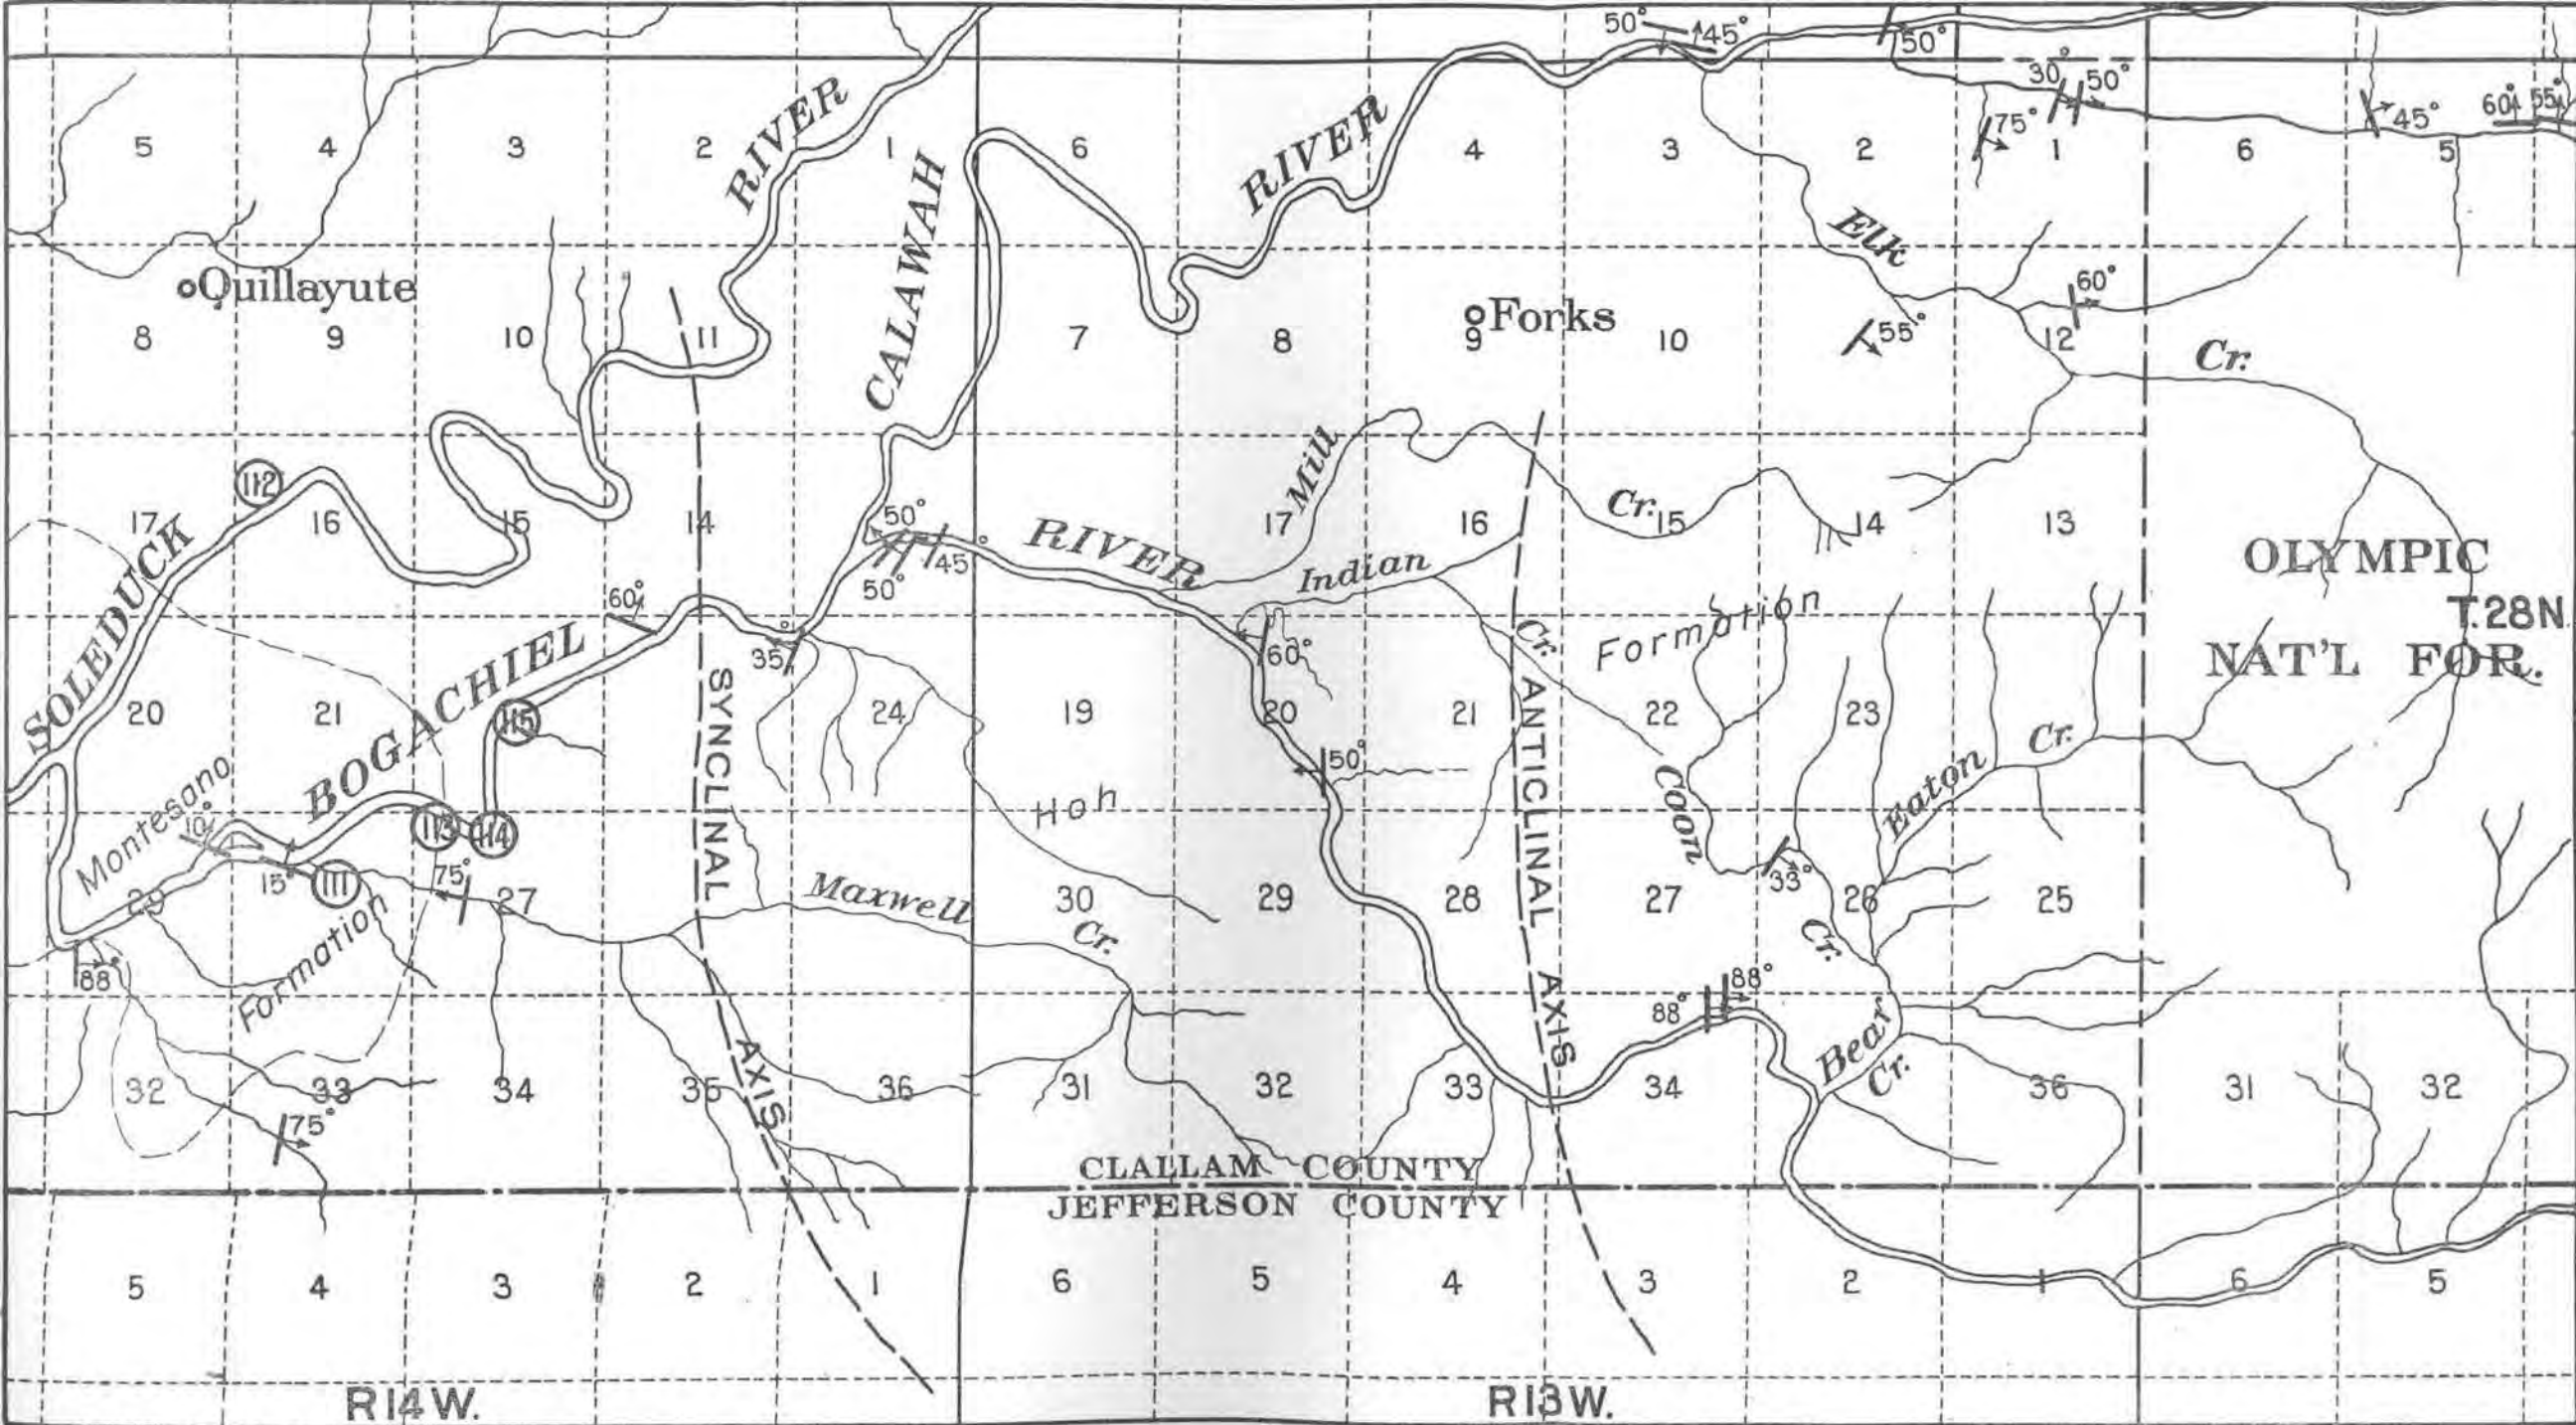 50° 45° 50°
30° 50°
75° 45° 60° 55°
5 4 3 2 1 6 4 3 2 1 6 5
RIVER
RIVER
CALAWAH
Elk
Quillayute
Forks
60°
55°
8 9 10 11 7 8 9 10 12
Cr.
Mill
112
17 16 15 14 17 16 15 14 13
Cr.
SOLEDUCK
50° 45°
50°
RIVER
Indian
Cr.
OLYMPIC
T.28N.
NAT'L FOR.
60°
35°
60°
Formation
BOGACHIEL
20 21 24 19 20 21 22 23
115
SYNCLINAL
ANTICLINAL
50°
Cr.
Coon
Eaton
Montesano
Hoh
10°
113 114
15° 111
75°
33°
29 27 30 29 28 27 26 25
Maxwell
Cr.
Cr.
Formation
88°
AXIS
AXIS
88° 88°
Bear
Cr.
32 33 34 35 36 31 32 33 34 36 31 32
75°
CLALLAM COUNTY
JEFFERSON COUNTY
5 4 3 2 1 6 5 4 3 2 1 6 5
R14W.
R13W.